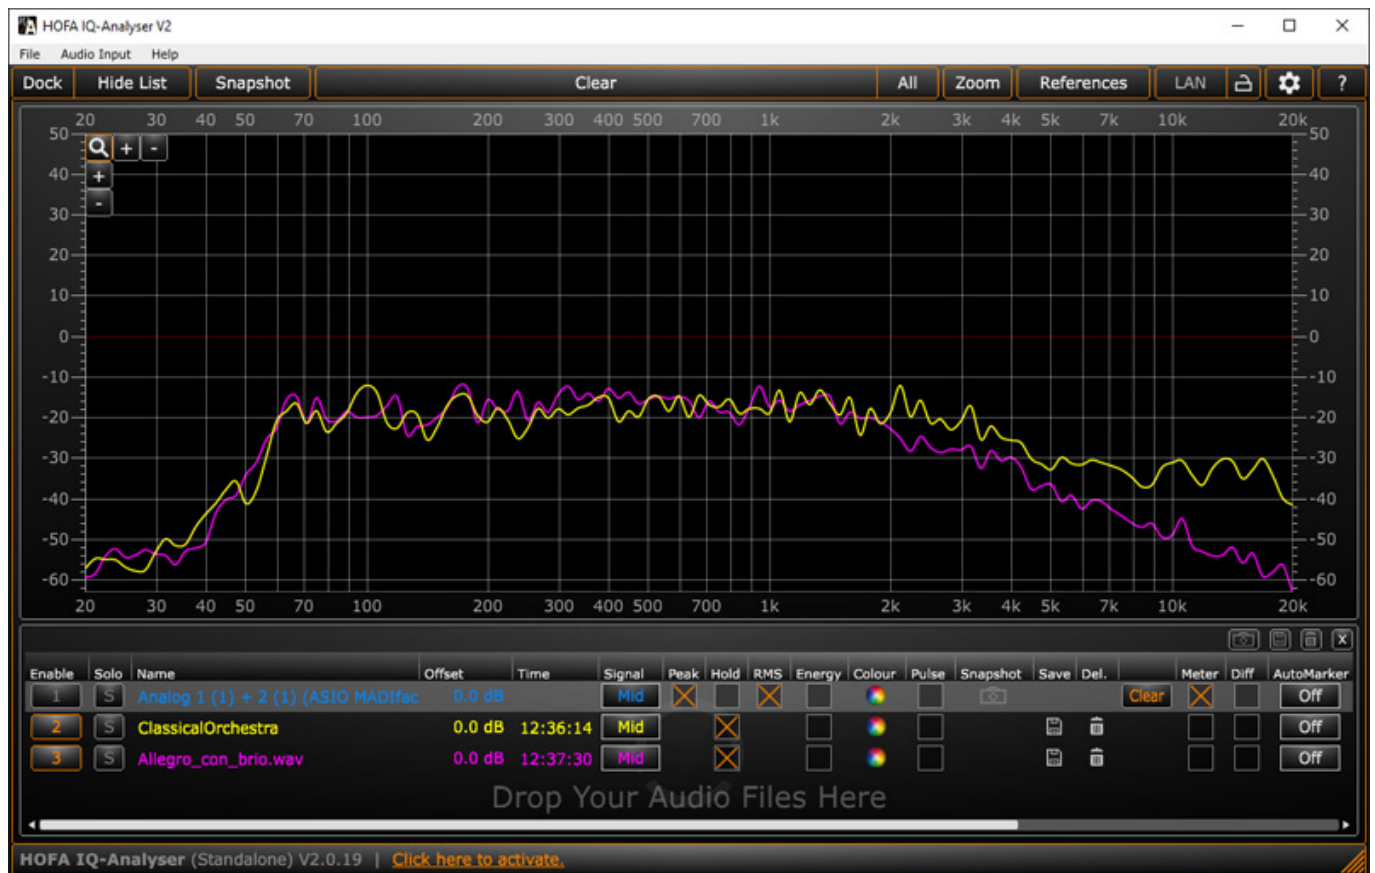 HOFA IQ-Analyser V2
File Audio Input Help
Dock Hide List Snapshot Clear All Zoom References LAN ?
20 30 40 50 70 100 200 300 400 500 700 1k 2k 3k 4k 5k 7k 10k 20k
50 50
+ -
40 + 40
30 - 30
20 20
10 10
0 0
-10 -10
-20 -20
-30 -30
-40 -40
-50 -50
-60 -60
20 30 40 50 70 100 200 300 400 500 700 1k 2k 3k 4k 5k 7k 10k 20k
X
Enable Solo Name Offset Time Signal Peak Hold RMS Energy Colour Pulse Snapshot Save Del. Meter Diff AutoMarker
1 S Analog 1 (1) + 2 (1) (ASIO MADIfac 0.0 dB Mid Clear Off
2 S ClassicalOrchestra 0.0 dB 12:36:14 Mid Off
3 S Allegro_con_brio.wav 0.0 dB 12:37:30 Mid Off
Drop Your Audio Files Here
HOFA IQ-Analyser (Standalone) V2.0.19 | Click here to activate.